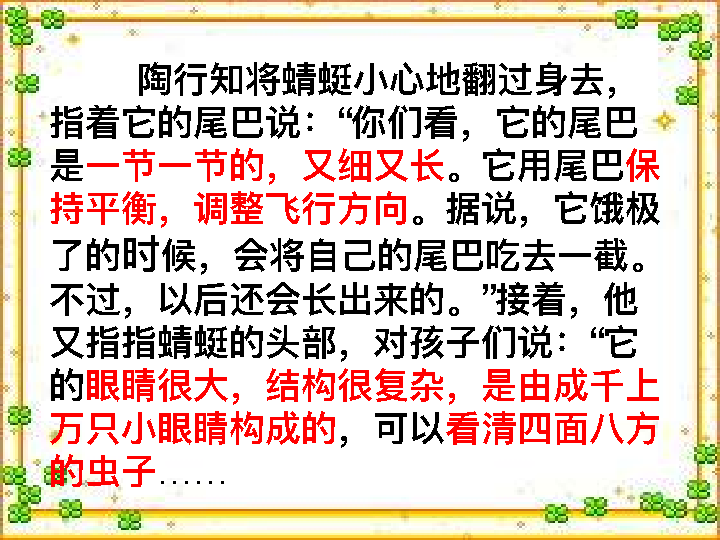 陶行知将蜻蜓小心地翻过身去，
指着它的尾巴说：“你们看，它的尾巴
是一节一节的，又细又长。它用尾巴保
持平衡，调整飞行方向。据说，它饿极
了的时候，会将自己的尾巴吃去一截。
不过，以后还会长出来的。”接着，他
又指指蜻蜓的头部，对孩子们说：“它
的眼睛很大，结构很复杂，是由成千上
万只小眼睛构成的，可以看清四面八方
的虫子……